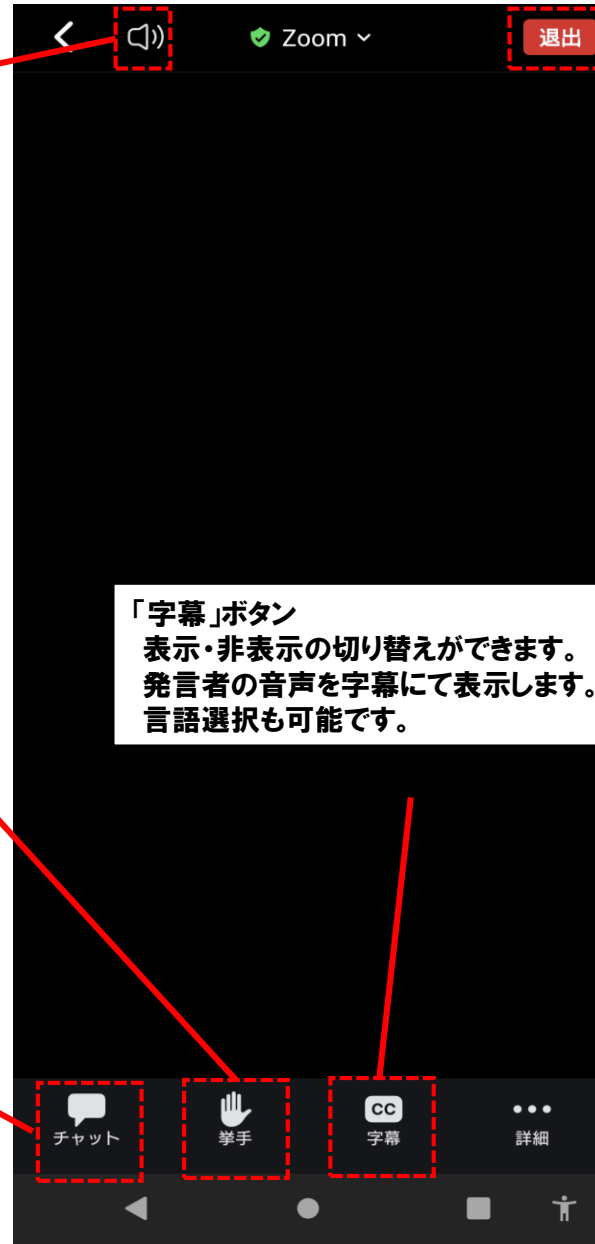 Zoom
退出
「字幕」ボタン
表示・非表示の切り替えができます。
発言者の音声を字幕にて表示します。
言語選択も可能です。
チャット
挙手
CC
字幕
詳細